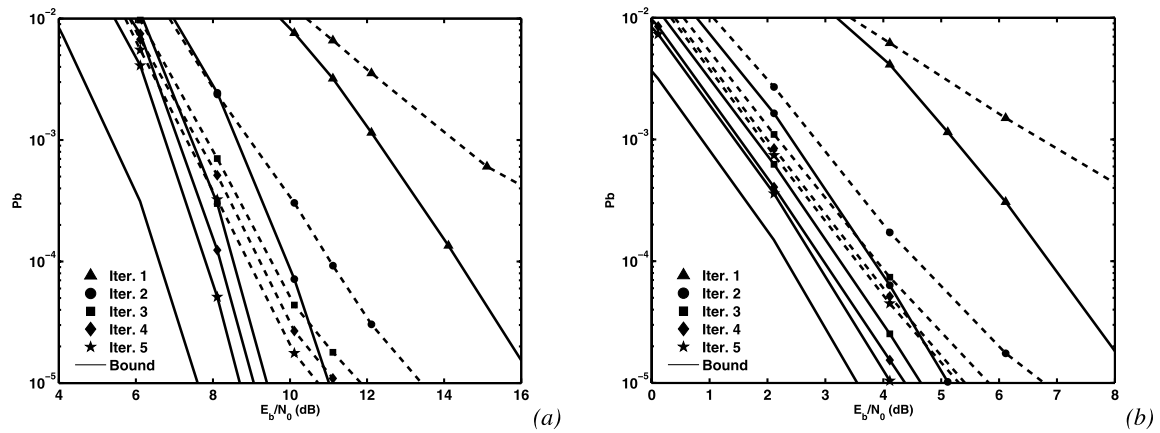 10^{-2}
10^{-3}
10^{-4}
10^{-5}
Pb
Iter. 1
Iter. 2
Iter. 3
Iter. 4
Iter. 5
Bound
4 6 8 10 12 14 16
E_b/N_0 (dB)
(a)
10^{-2}
10^{-3}
10^{-4}
10^{-5}
Pb
Iter. 1
Iter. 2
Iter. 3
Iter. 4
Iter. 5
Bound
0 1 2 3 4 5 6 7 8
E_b/N_0 (dB)
(b)